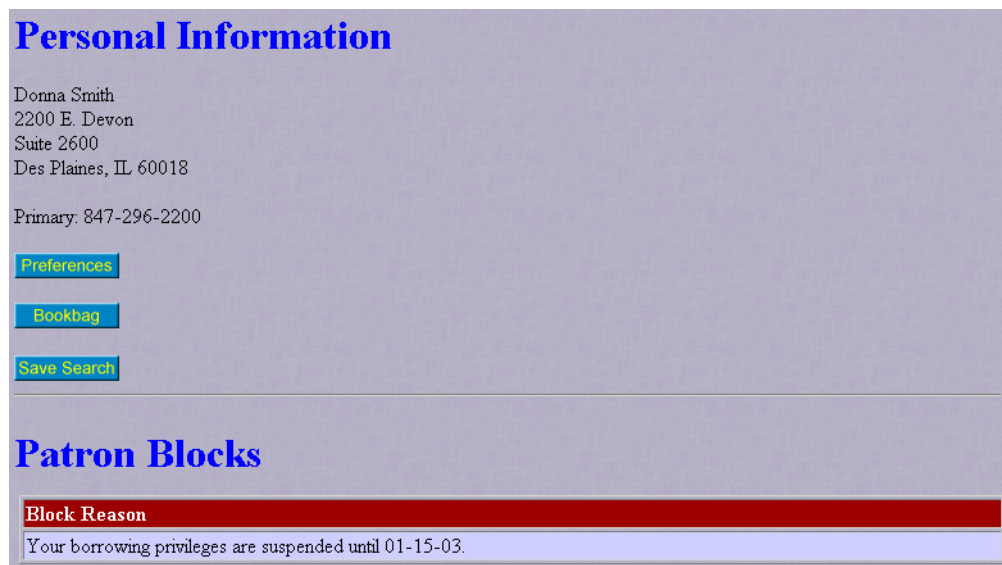 Personal Information
Donna Smith
2200 E. Devon
Suite 2600
Des Plaines, IL 60018
Primary: 847-296-2200
Preferences
Bookbag
Save Search
Patron Blocks
Block Reason
Your borrowing privileges are suspended until 01-15-03.